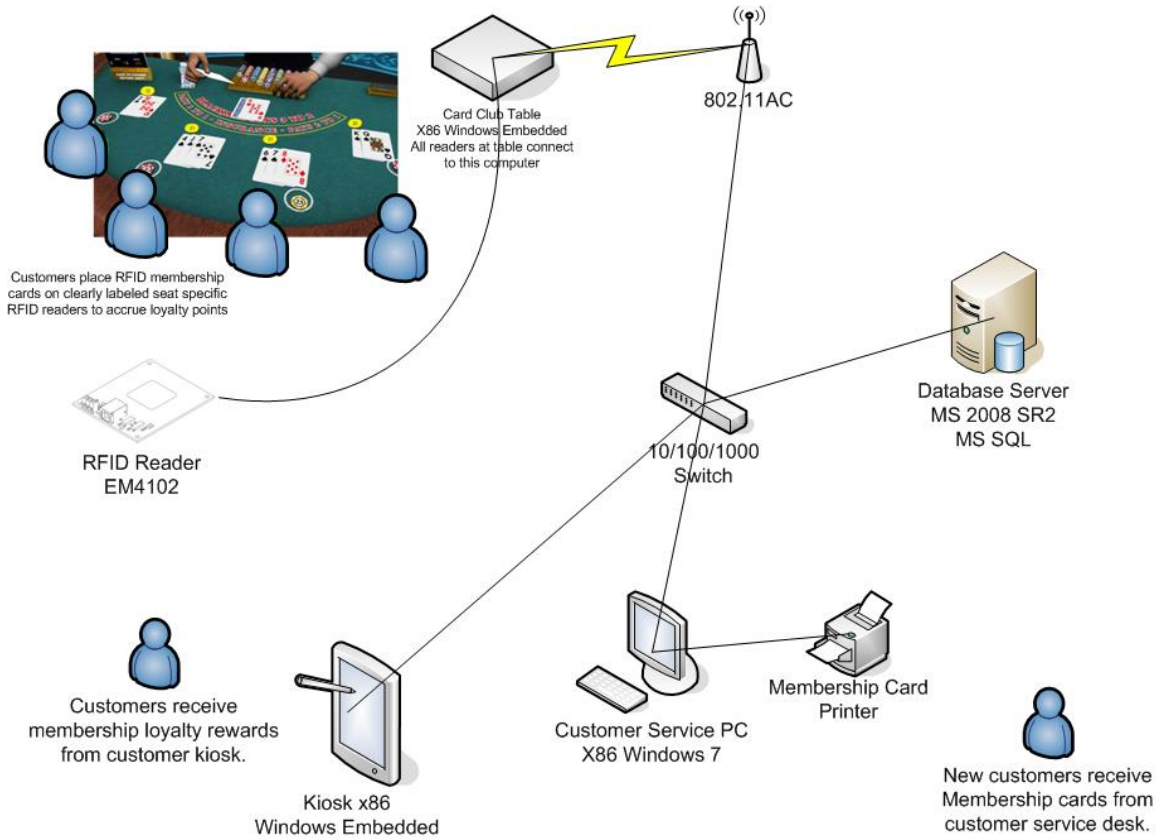 Card Club Table
X86 Windows Embedded
All readers at table connect
to this computer
802.11AC
Customers place RFID membership
cards on clearly labeled seat specific
RFID readers to accrue loyalty points
RFID Reader
EM4102
Database Server
MS 2008 SR2
MS SQL
10/100/1000
Switch
Customers receive
membership loyalty rewards
from customer kiosk.
Kiosk x86
Windows Embedded
Customer Service PC
X86 Windows 7
Membership Card
Printer
New customers receive
Membership cards from
customer service desk.